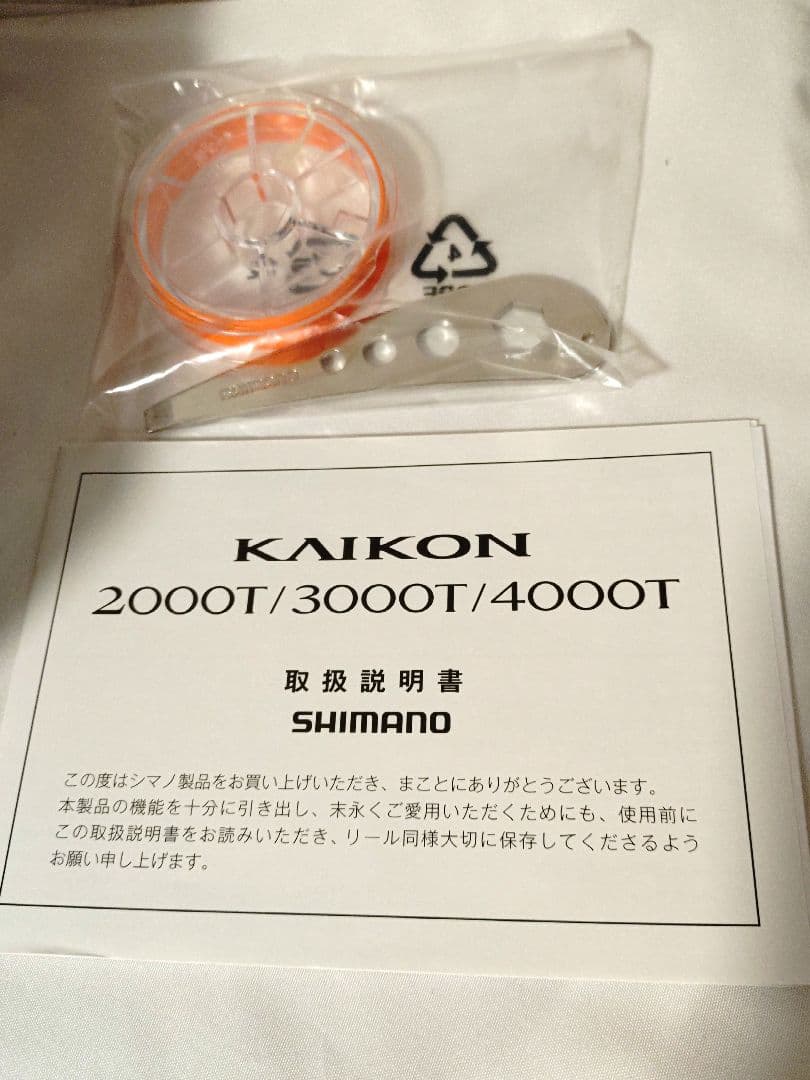 4
SHIMANO
KAIKON
2000T/3000T/4000T
取扱説明書
SHIMANO
この度はシマノ製品をお買い上げいただき、まことにありがとうございます。
本製品の機能を十分に引き出し、末永くご愛用いただくためにも、使用前に
この取扱説明書をお読みいただき、リール同様大切に保存してくださるよう
お願い申し上げます。